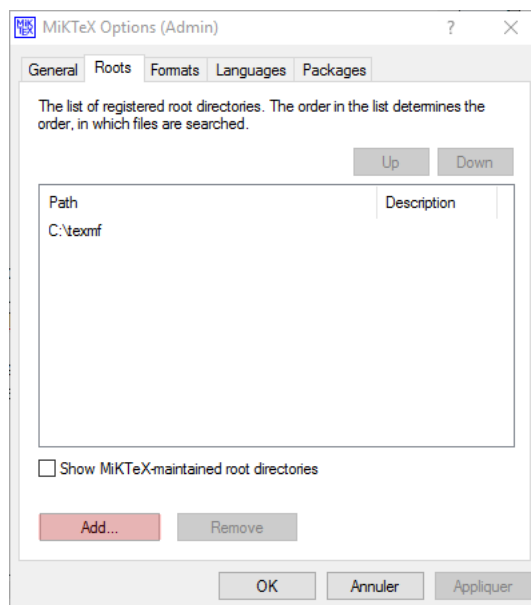 MiKTeX Options (Admin)
General Roots Formats Languages Packages
The list of registered root directories. The order in the list determines the
order, in which files are searched.
Up Down
Path Description
C:\texmf
Show MiKTeX-maintained root directories
Add... Remove
OK Annuler Appliquer